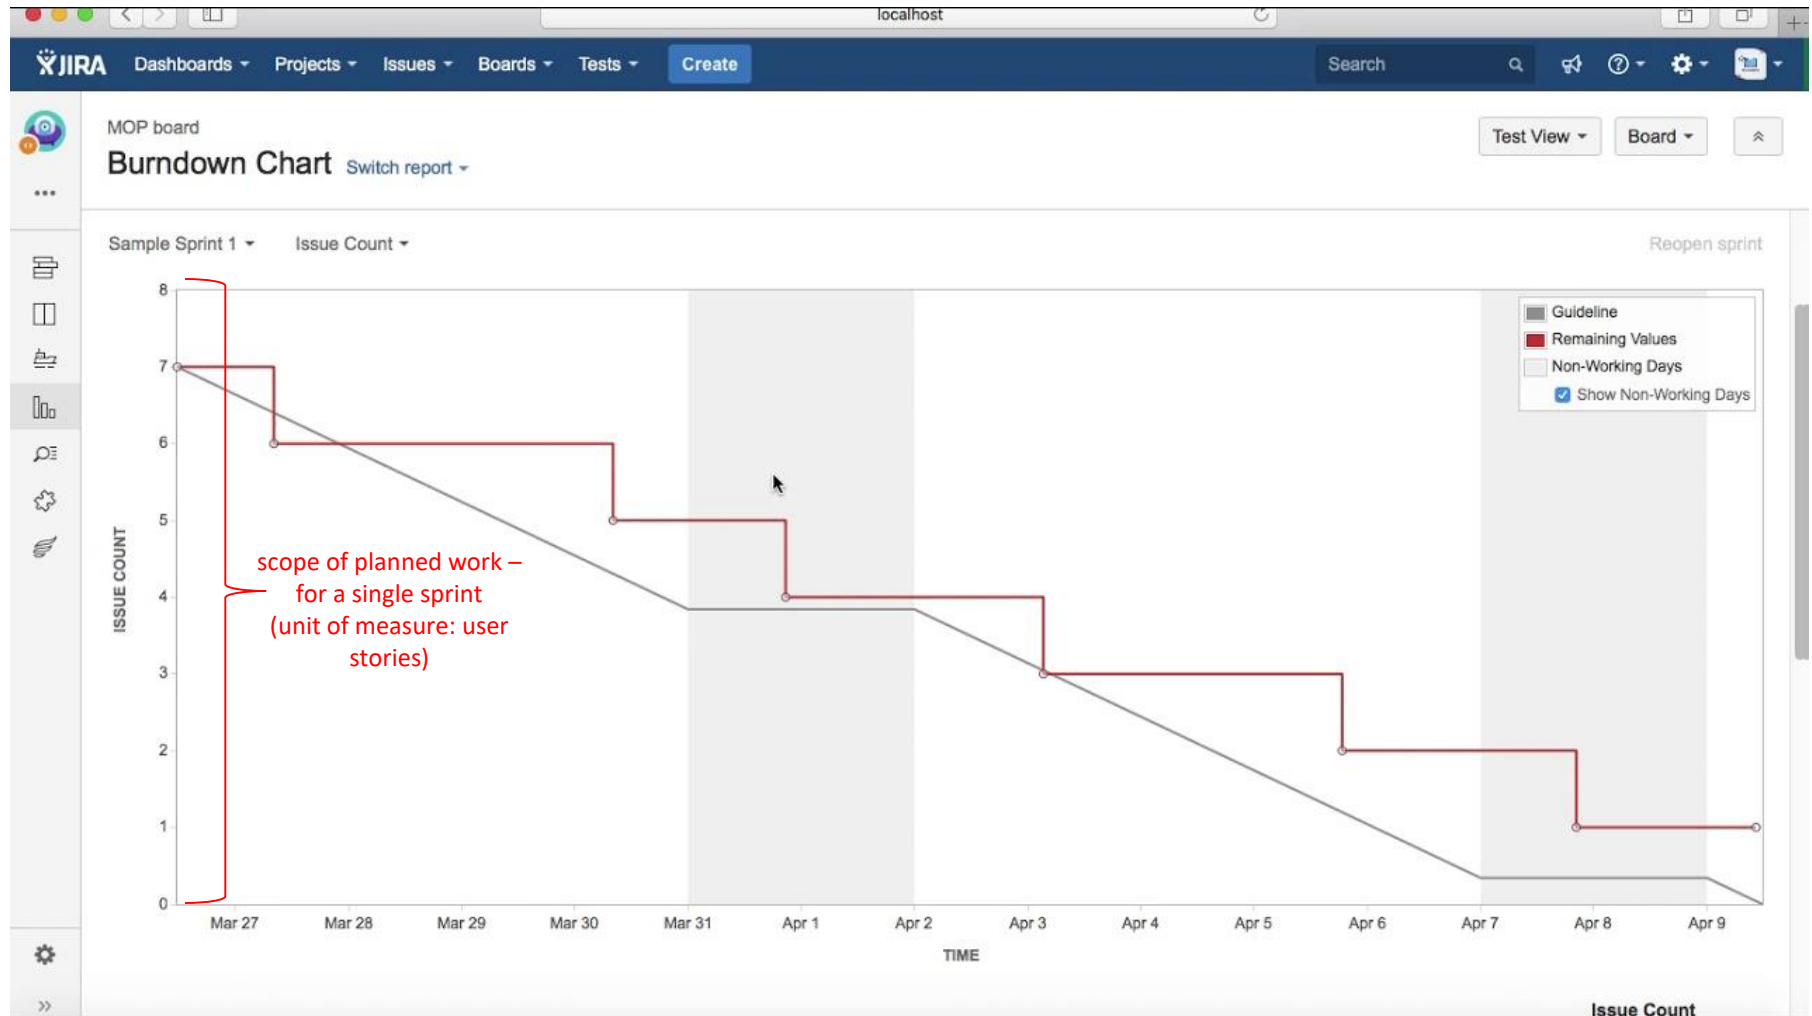 localhost
JIRA Dashboards Projects Issues Boards Tests Create Search
MOP board
Burndown Chart Switch report
Test View Board
Sample Sprint 1 Issue Count Reopen sprint
8
7
6
5
4
3
2
1
0
ISSUE COUNT
scope of planned work –
for a single sprint
(unit of measure: user
stories)
Guideline
Remaining Values
Non-Working Days
Show Non-Working Days
Mar 27 Mar 28 Mar 29 Mar 30 Mar 31 Apr 1 Apr 2 Apr 3 Apr 4 Apr 5 Apr 6 Apr 7 Apr 8 Apr 9
TIME
Issue Count